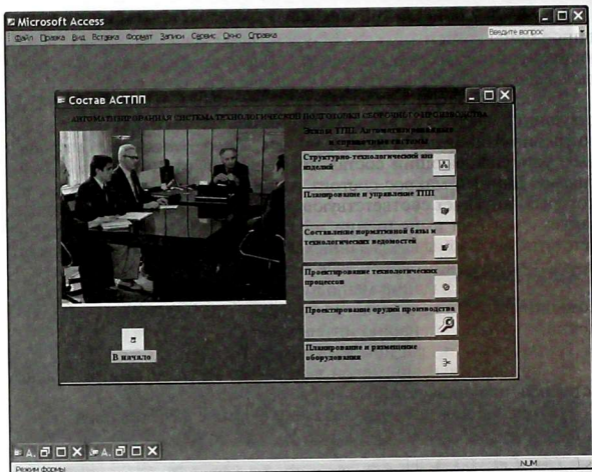 Microsoft Access
Файл Правка Вид Вставка Формат Записи Сервис Окно Справка
Введите вопрос
Состав АСТПП
АВТОМАТИЗИРОВАННАЯ СИСТЕМА ТЕХНОЛОГИЧЕСКОЙ ПОДГОТОВКИ СБОРОЧНОГО ПРОИЗВОДСТВА
Этапы ТПП. Автоматизированные
и справочные системы
Структурно-технологический ана
изделий
Планирование и управление ТПП
Составление нормативной базы и
технологических ведомостей
Проектирование технологических
процессов
Проектирование орудий производства
Планирование и размещение
оборудования
В начало
А.
А.
Режим формы
NUM